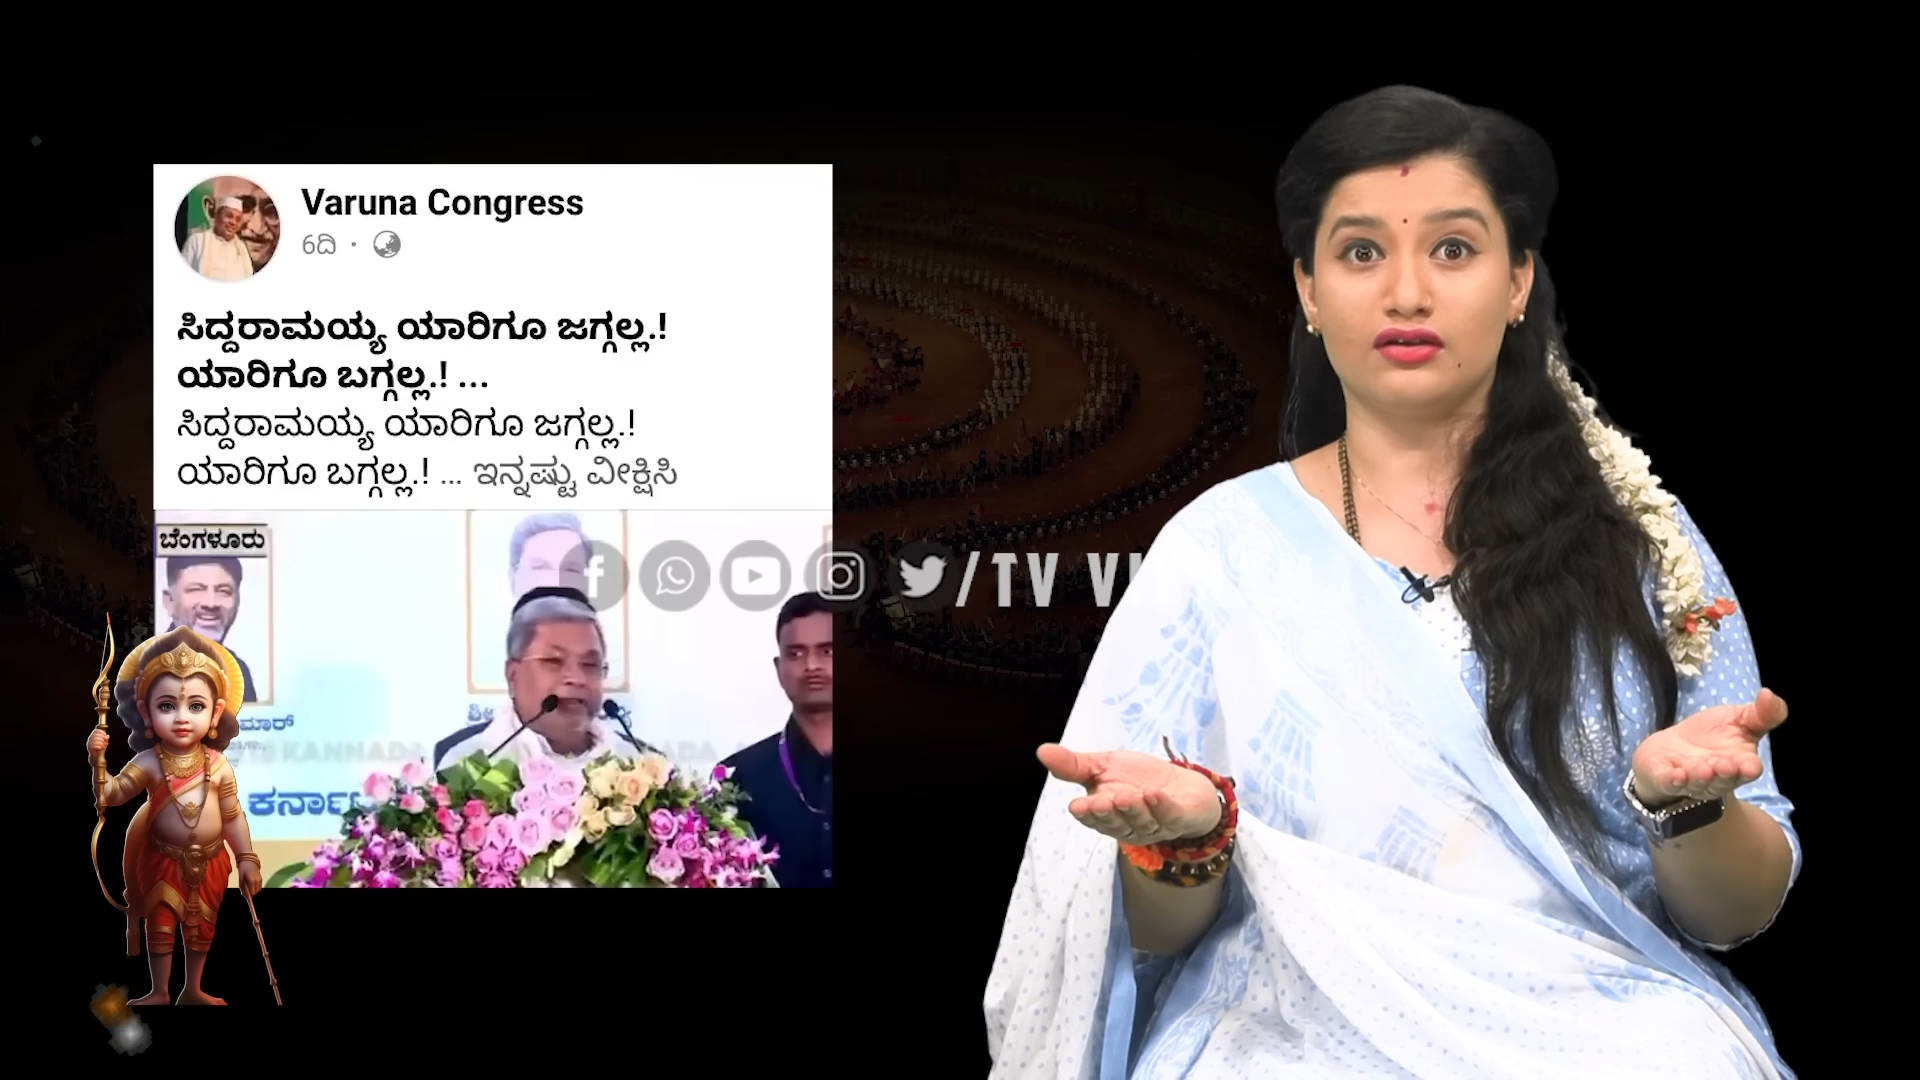 Varuna Congress
6ದಿ
ಸಿದ್ದರಾಮಯ್ಯ ಯಾರಿಗೂ ಜಗ್ಗಲ್ಲ.!
ಯಾರಿಗೂ ಬಗ್ಗಲ್ಲ.! ...
ಸಿದ್ದರಾಮಯ್ಯ ಯಾರಿಗೂ ಜಗ್ಗಲ್ಲ.!
ಯಾರಿಗೂ ಬಗ್ಗಲ್ಲ.! ... ಇನ್ನಷ್ಟು ವೀಕ್ಷಿಸಿ
ಬೆಂಗಳೂರು
/TV
KANNADA